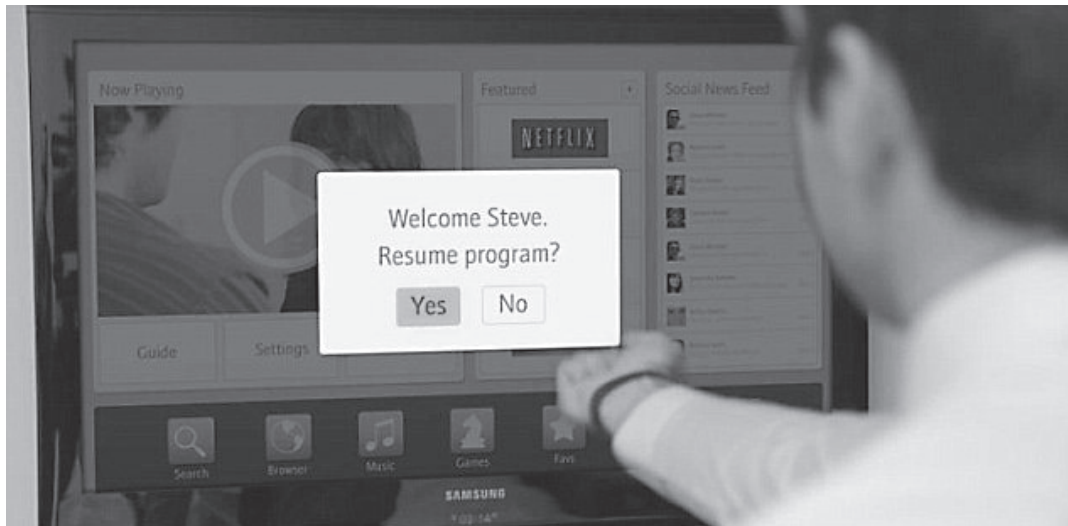 Now Playing
Featured
Social News Feed
NETFLIX
Welcome Steve.
Resume program?
Yes
No
Guide
Settings
Search
Browser
Music
Games
Favs
SAMSUNG